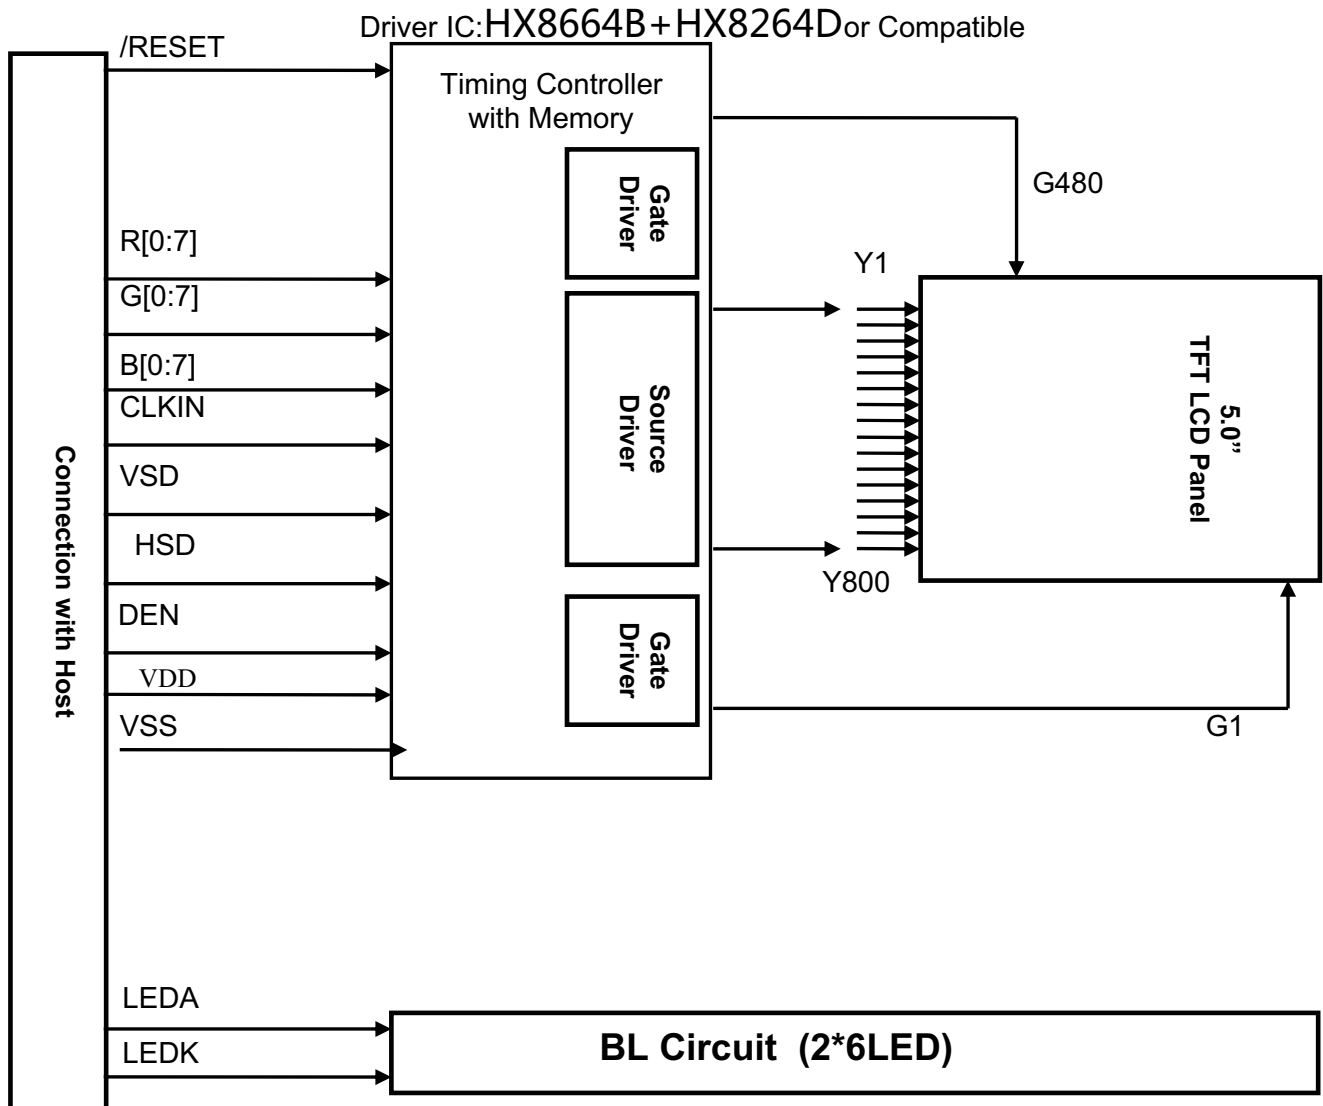 Driver IC:HX8664B+HX8264Dor Compatible
/RESET
Timing Controller
with Memory
Gate
Driver
G480
R[0:7]
Y1
G[0:7]
B[0:7]
CLKIN
Source
Driver
5.0”
TFT LCD Panel
Connection with Host
VSD
HSD
Y800
DEN
Gate
Driver
VDD
VSS
G1
LEDA
LEDK
BL Circuit (2*6LED)